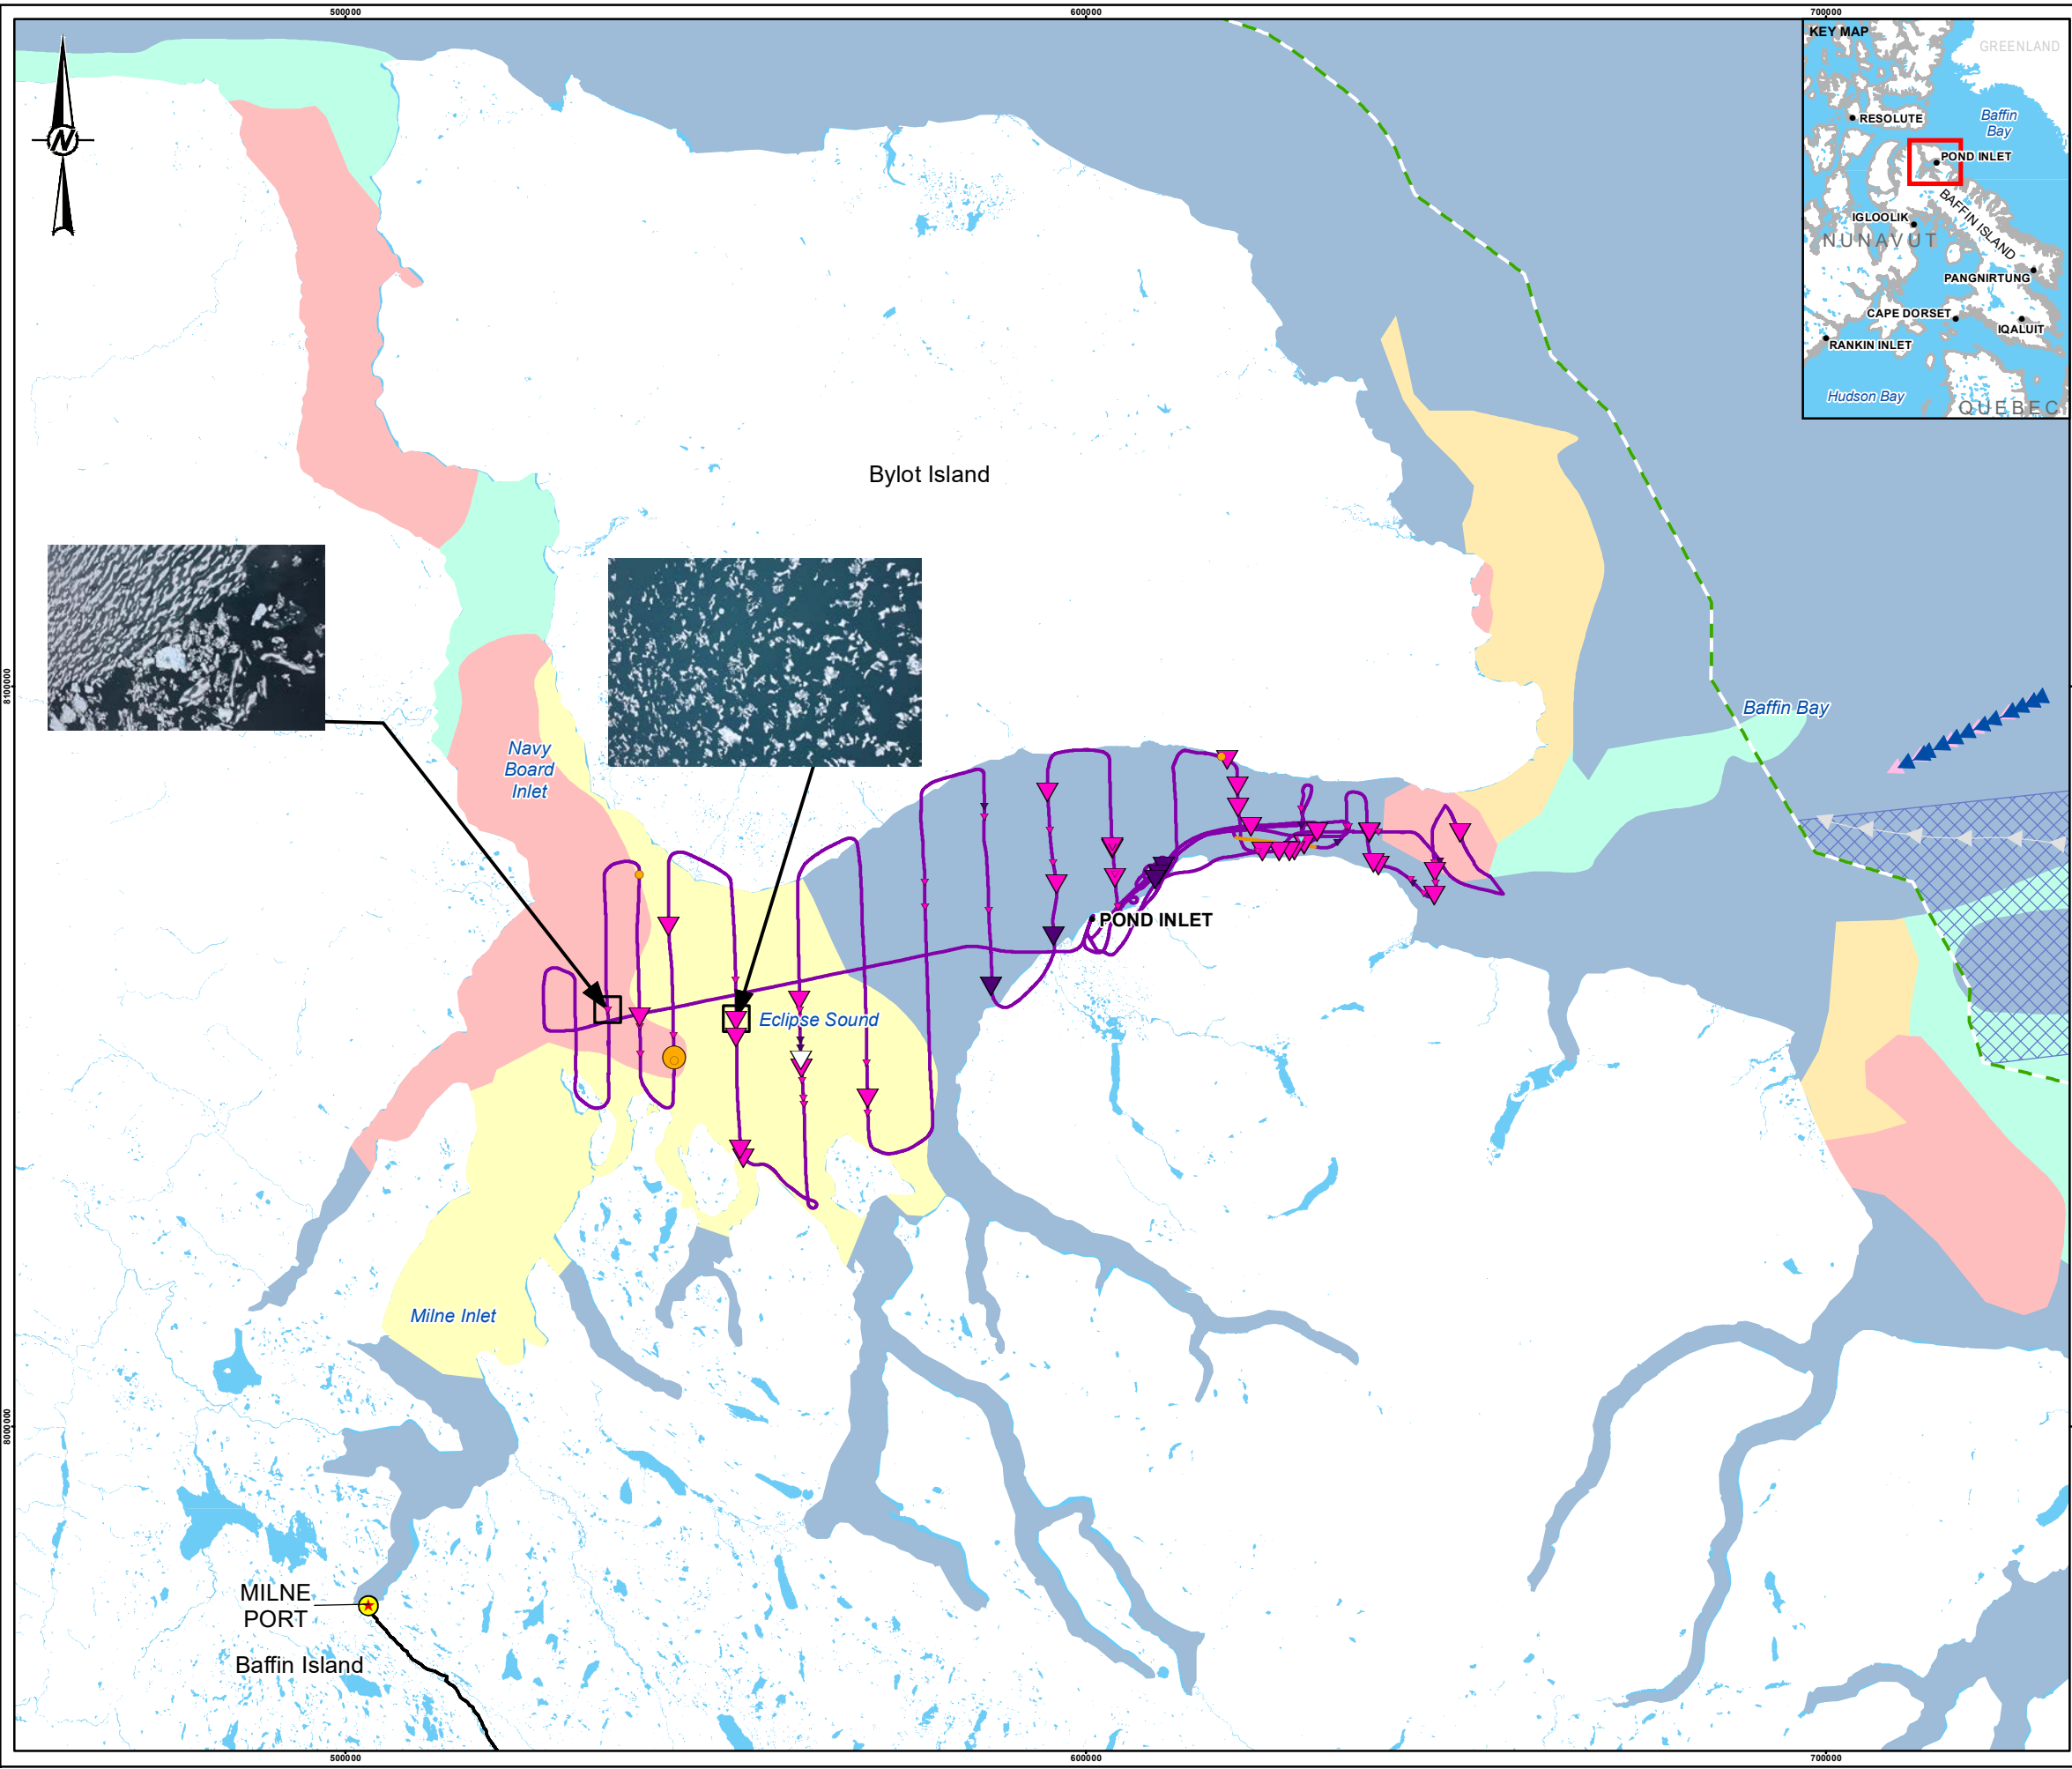 500000
600000
700000
KEY MAP
GREENLAND
Baffin
Bay
RESOLUTE
POND INLET
BAFFIN ISLAND
IGLOOLIK
NUNAVUT
PANGNIRTUNG
CAPE DORSET
IQALUIT
RANKIN INLET
Hudson Bay
QUEBEC
N
Bylot Island
8100000
Baffin Bay
Navy
Board
Inlet
POND INLET
Eclipse Sound
Milne Inlet
8000000
MILNE
PORT
Baffin Island
500000
600000
700000